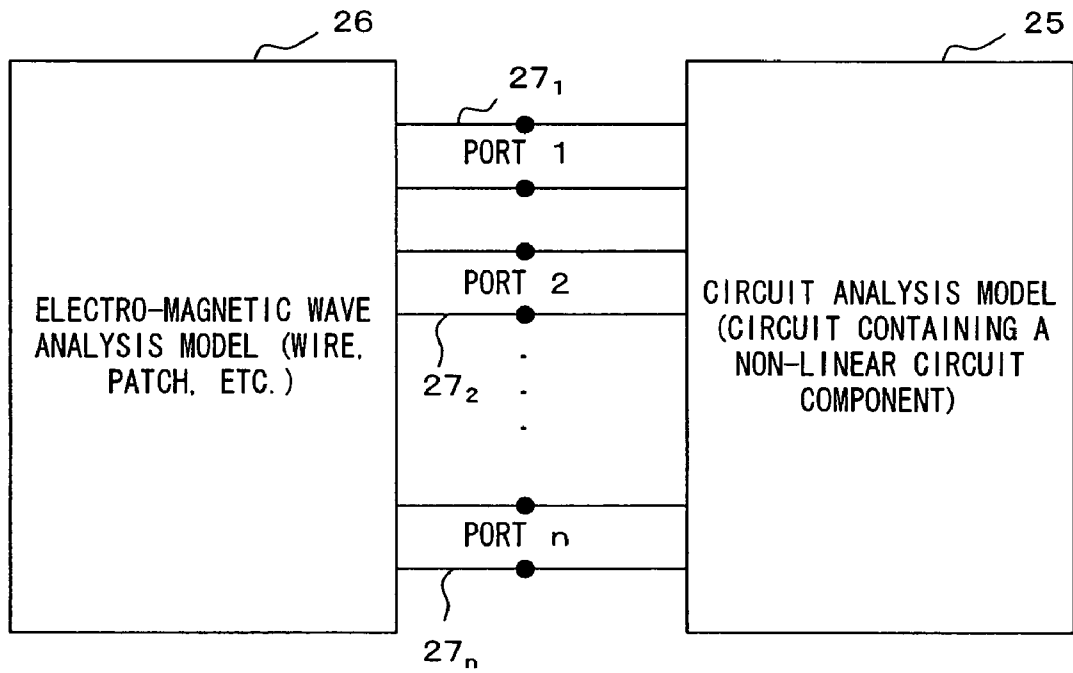 26
25
27₁
PORT 1
PORT 2
27₂
ELECTRO-MAGNETIC WAVE
ANALYSIS MODEL (WIRE,
PATCH, ETC.)
CIRCUIT ANALYSIS MODEL
(CIRCUIT CONTAINING A
NON-LINEAR CIRCUIT
COMPONENT)
PORT n
27ₙ